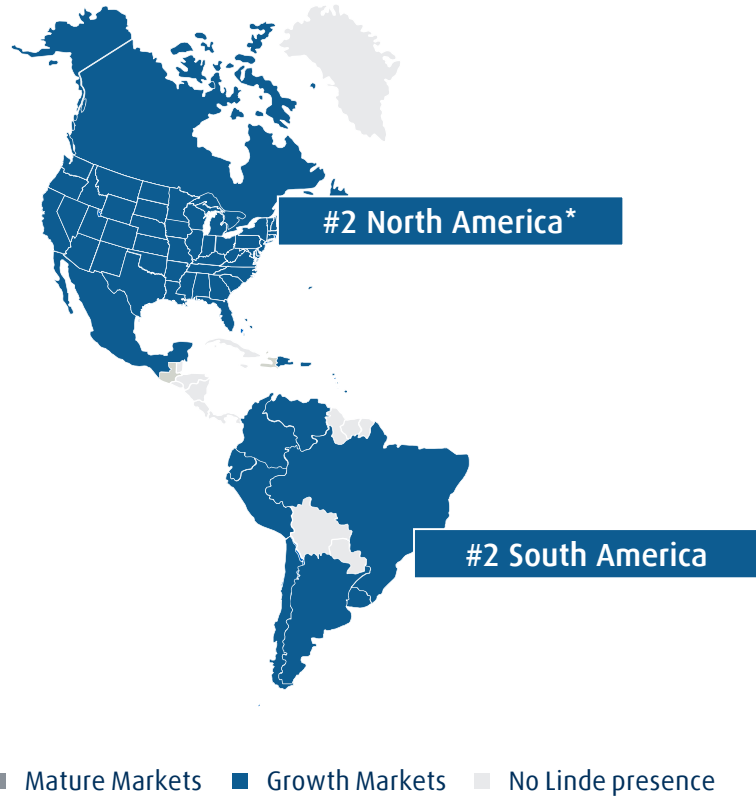 #2 North America*
#2 South America
Mature Markets Growth Markets No Linde presence